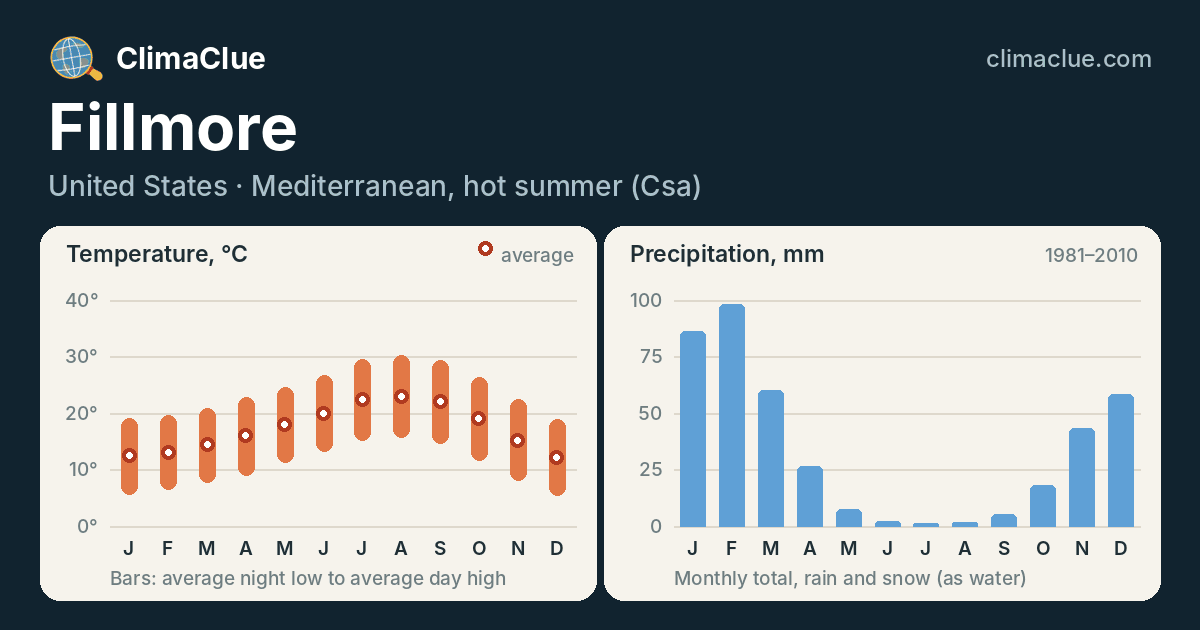 ClimaClue
climaclue.com
Fillmore
United States · Mediterranean, hot summer (Csa)
Temperature, °C
average
40°
30°
20°
10°
0°
J F M A M J J A S O N D
Bars: average night low to average day high
Precipitation, mm
1981–2010
100
75
50
25
0
J F M A M J J A S O N D
Monthly total, rain and snow (as water)